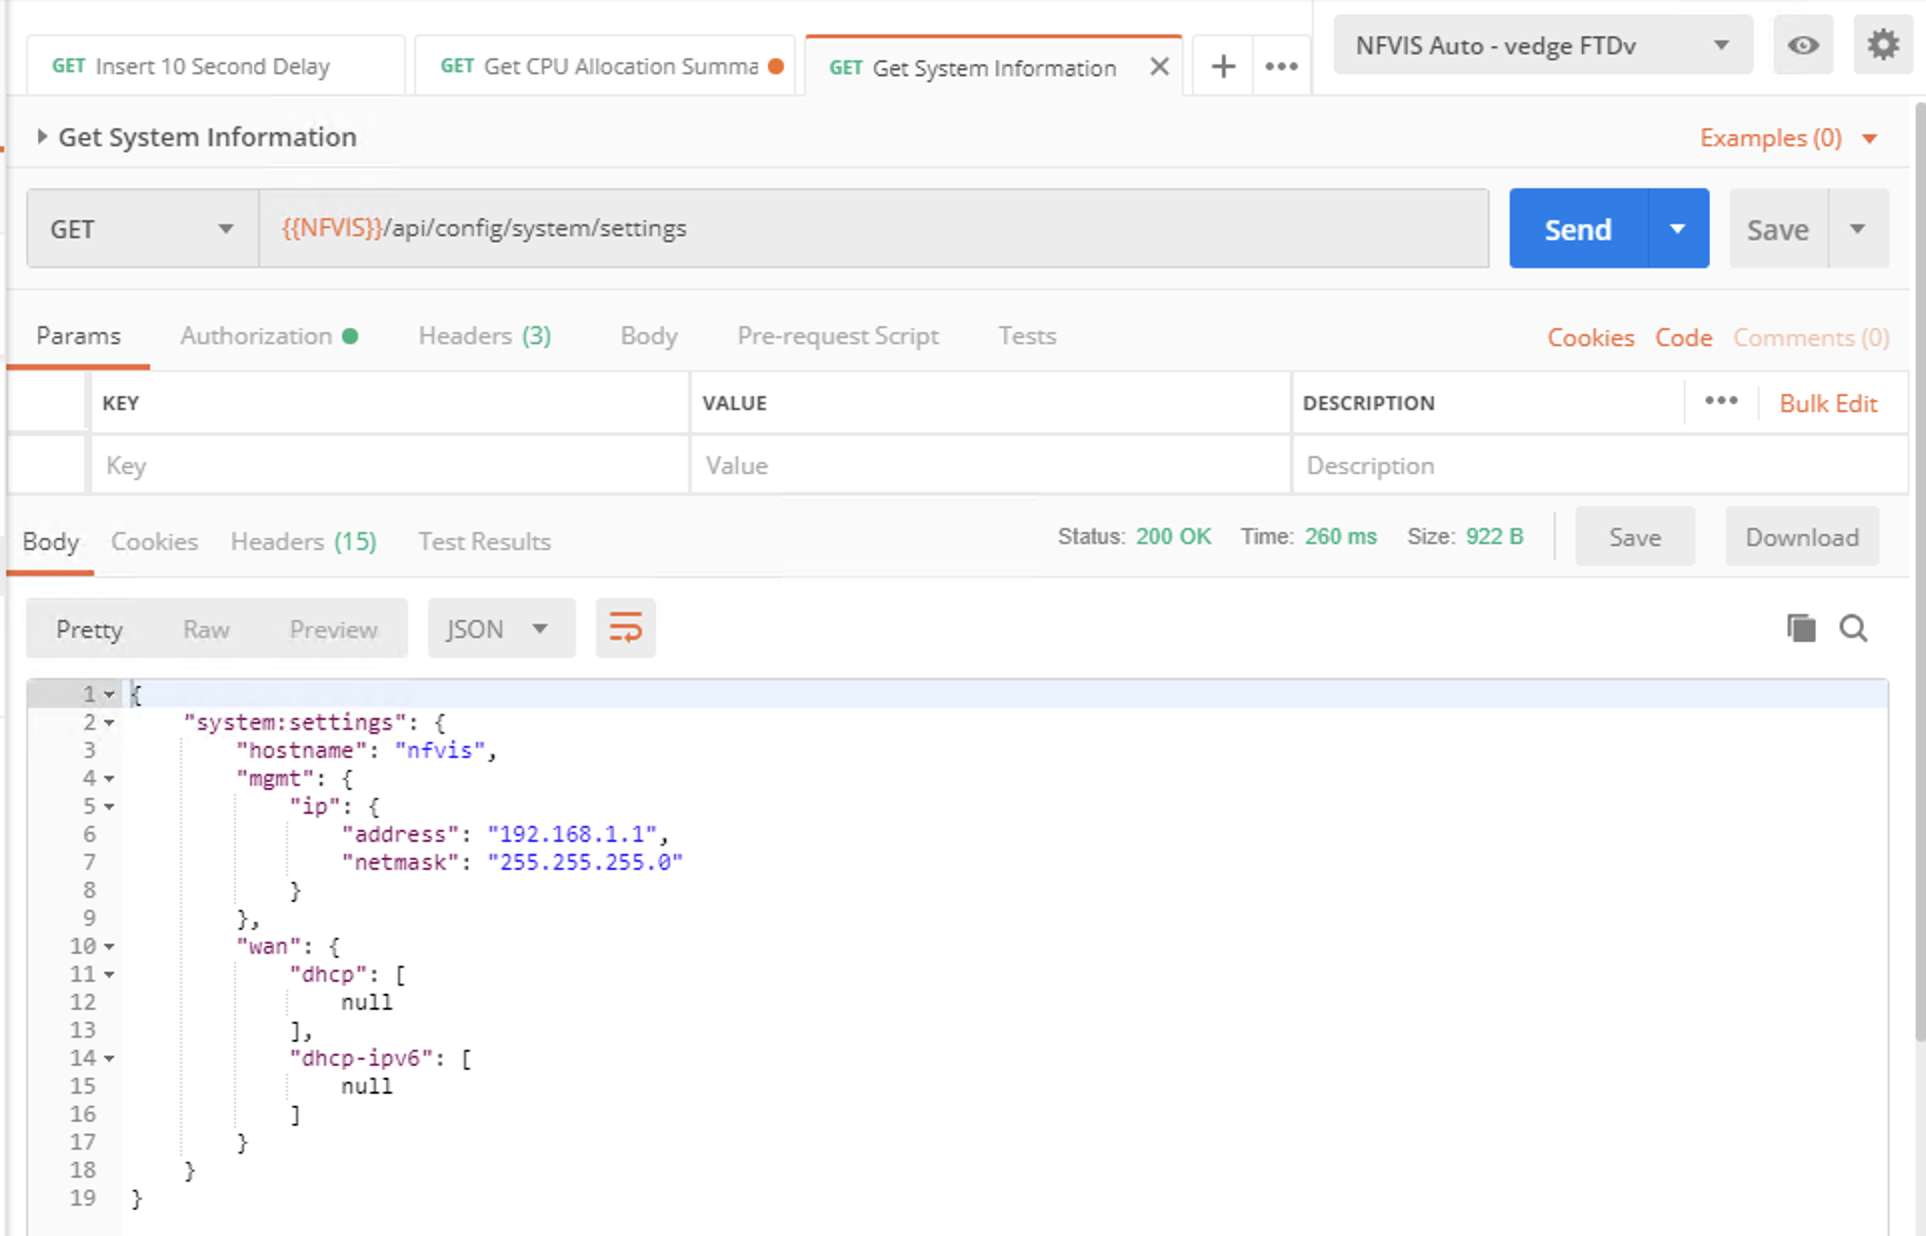 GET Insert 10 Second Delay GET Get CPU Allocation Summa GET Get System Information NFVIS Auto - vedge FTDv
Get System Information Examples (0)
GET {{NFVIS}}/api/config/system/settings Send Save
Params Authorization Headers (3) Body Pre-request Script Tests Cookies Code Comments (0)
KEY VALUE DESCRIPTION Bulk Edit
Key Value Description
Body Cookies Headers (15) Test Results Status: 200 OK Time: 260 ms Size: 922 B Save Download
Pretty Raw Preview JSON
1 {
2 "system:settings": {
3 "hostname": "nfvis",
4 "mgmt": {
5 "ip": {
6 "address": "192.168.1.1",
7 "netmask": "255.255.255.0"
8 }
9 },
10 "wan": {
11 "dhcp": [
12 null
13 ],
14 "dhcp-ipv6": [
15 null
16 ]
17 }
18 }
19 }